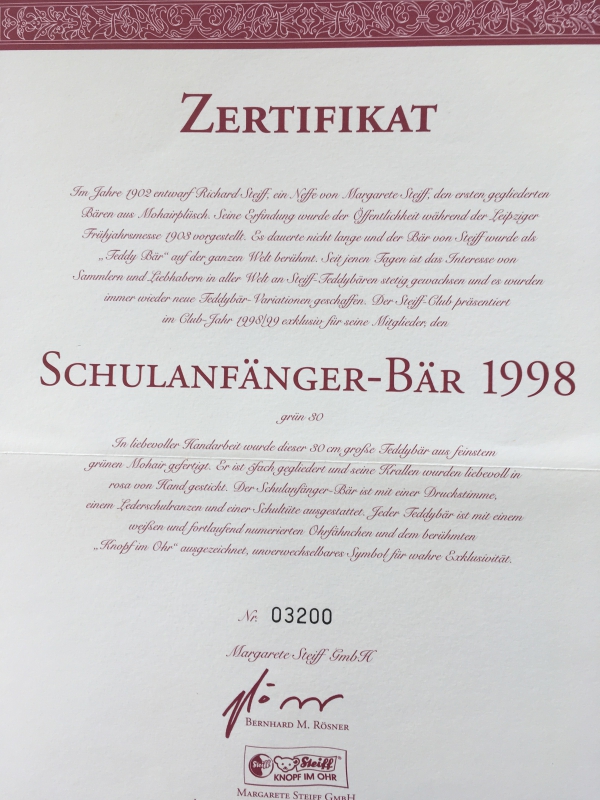 ZERTIFIKAT
Im Jahre 1902 entwarf Richard Steiff, ein Neffe von Margarete Steiff, den ersten gegliederten
Bären aus Mohairplüsch. Seine Erfindung wurde der Öffentlichkeit während der Leipziger
Frühjahrsmesse 1903 vorgestellt. Es dauerte nicht lange und der Bär von Steiff wurde als
„Teddy Bär“ auf der ganzen Welt berühmt. Seit jenen Tagen ist das Interesse von
Sammlern und Liebhabern in aller Welt an Steiff-Teddybären stetig gewachsen und es wurden
immer wieder neue Teddybär-Variationen geschaffen. Der Steiff-Club präsentiert
im Club-Jahr 1998/99 exklusiv für seine Mitglieder, den
SCHULANFÄNGER-BÄR 1998
grün 30
In liebevoller Handarbeit wurde dieser 30 cm große Teddybär aus feinstem
grünen Mohair gefertigt. Er ist 5fach gegliedert und seine Krallen wurden liebevoll in
rosa von Hand gestickt. Der Schulanfänger-Bär ist mit einer Druckstimme,
einem Lederschulranzen und einer Schultüte ausgestattet. Jeder Teddybär ist mit einem
weißen und fortlaufend numerierten Ohrfähnchen und dem berühmten
„Knopf im Ohr“ ausgezeichnet, unverwechselbares Symbol für wahre Exklusivität.
Nr. 03200
Margarete Steiff GmbH
BERNHARD M. RÖSNER
Steiff Steiff
KNOPF IM OHR
MARGARETE STEIFF GMBH